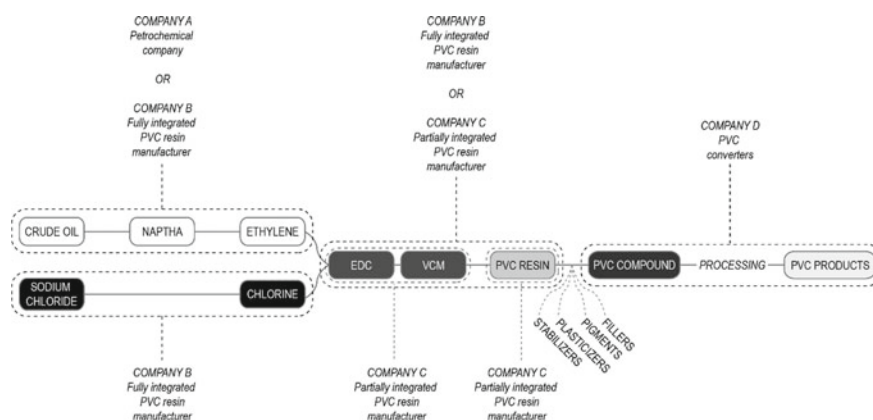 COMPANY A
Petrochemical
company
OR
COMPANY B
Fully integrated
PVC resin
manufacturer
COMPANY B
Fully integrated
PVC resin
manufacturer
OR
COMPANY C
Partially integrated
PVC resin
manufacturer
COMPANY D
PVC
converters
CRUDE OIL
NAPTHA
ETHYLENE
SODIUM
CHLORIDE
CHLORINE
EDC
VCM
PVC RESIN
PVC COMPOUND
PROCESSING
PVC PRODUCTS
STABILIZERS
PLASTICIZERS
PIGMENTS
FILLERS
COMPANY B
Fully integrated
PVC resin
manufacturer
COMPANY C
Partially integrated
PVC resin
manufacturer
COMPANY C
Partially integrated
PVC resin
manufacturer